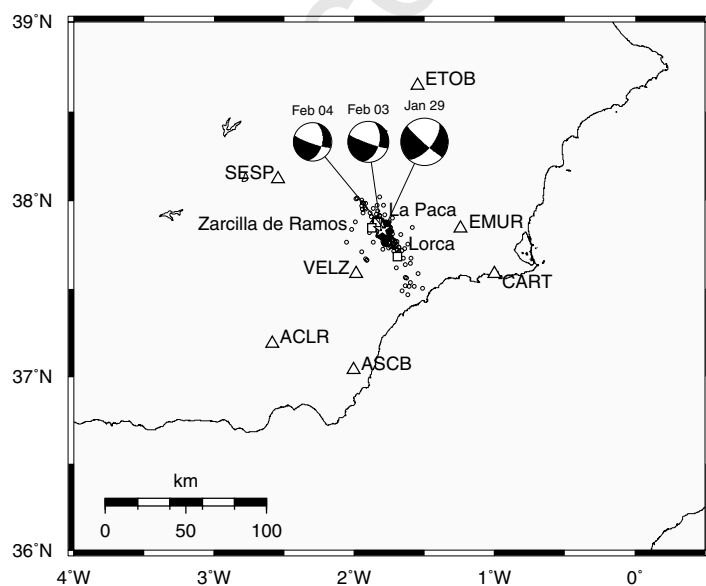 39˚N
ETOB
Feb 04 Feb 03 Jan 29
SESP
38˚N
La Paca
Zarcilla de Ramos
EMUR
Lorca
VELZ
CART
ACLR
ASCB
37˚N
km
0 50 100
36˚N
4˚W 3˚W 2˚W 1˚W 0˚